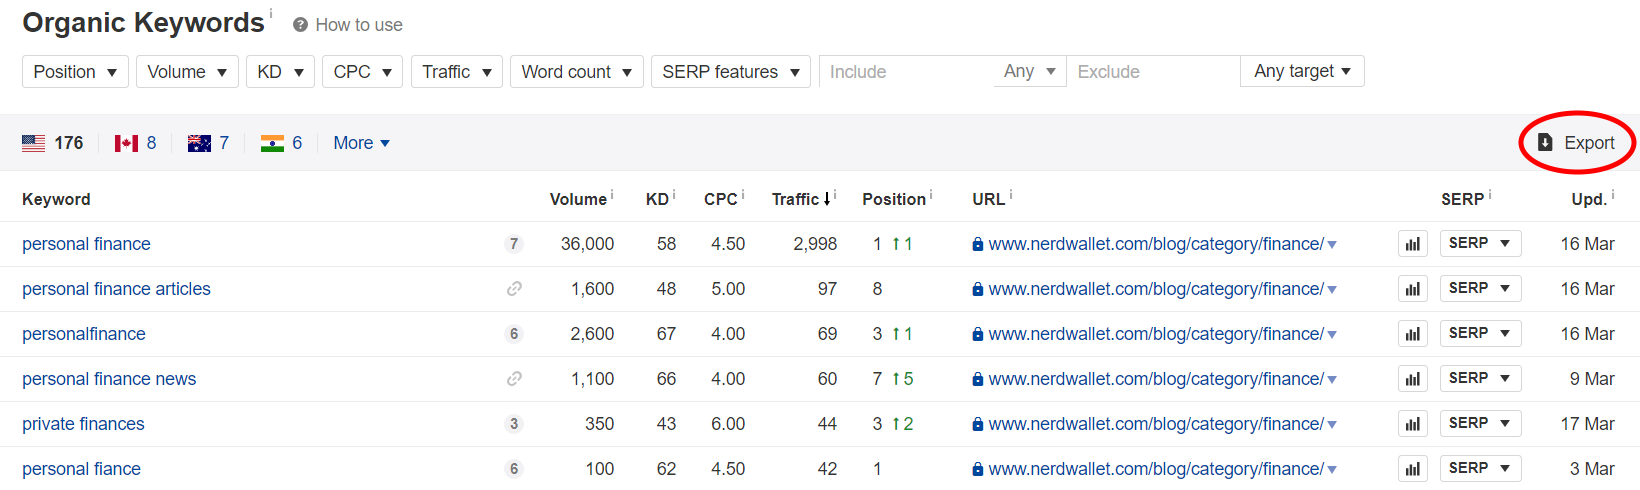 Organic Keywords i ? How to use
Position Volume KD CPC Traffic Word count SERP features Include Any Exclude Any target
176 8 7 6 More Export
Keyword Volume i KD i CPC i Traffic i Position i URL i SERP i Upd. i
personal finance 7 36,000 58 4.50 2,998 1 ↑1 www.nerdwallet.com/blog/category/finance/ SERP 16 Mar
personal finance articles 1,600 48 5.00 97 8 www.nerdwallet.com/blog/category/finance/ SERP 16 Mar
personalfinance 6 2,600 67 4.00 69 3 ↑1 www.nerdwallet.com/blog/category/finance/ SERP 16 Mar
personal finance news 1,100 66 4.00 60 7 ↑5 www.nerdwallet.com/blog/category/finance/ SERP 9 Mar
private finances 3 350 43 6.00 44 3 ↑2 www.nerdwallet.com/blog/category/finance/ SERP 17 Mar
personal fiance 6 100 62 4.50 42 1 www.nerdwallet.com/blog/category/finance/ SERP 3 Mar